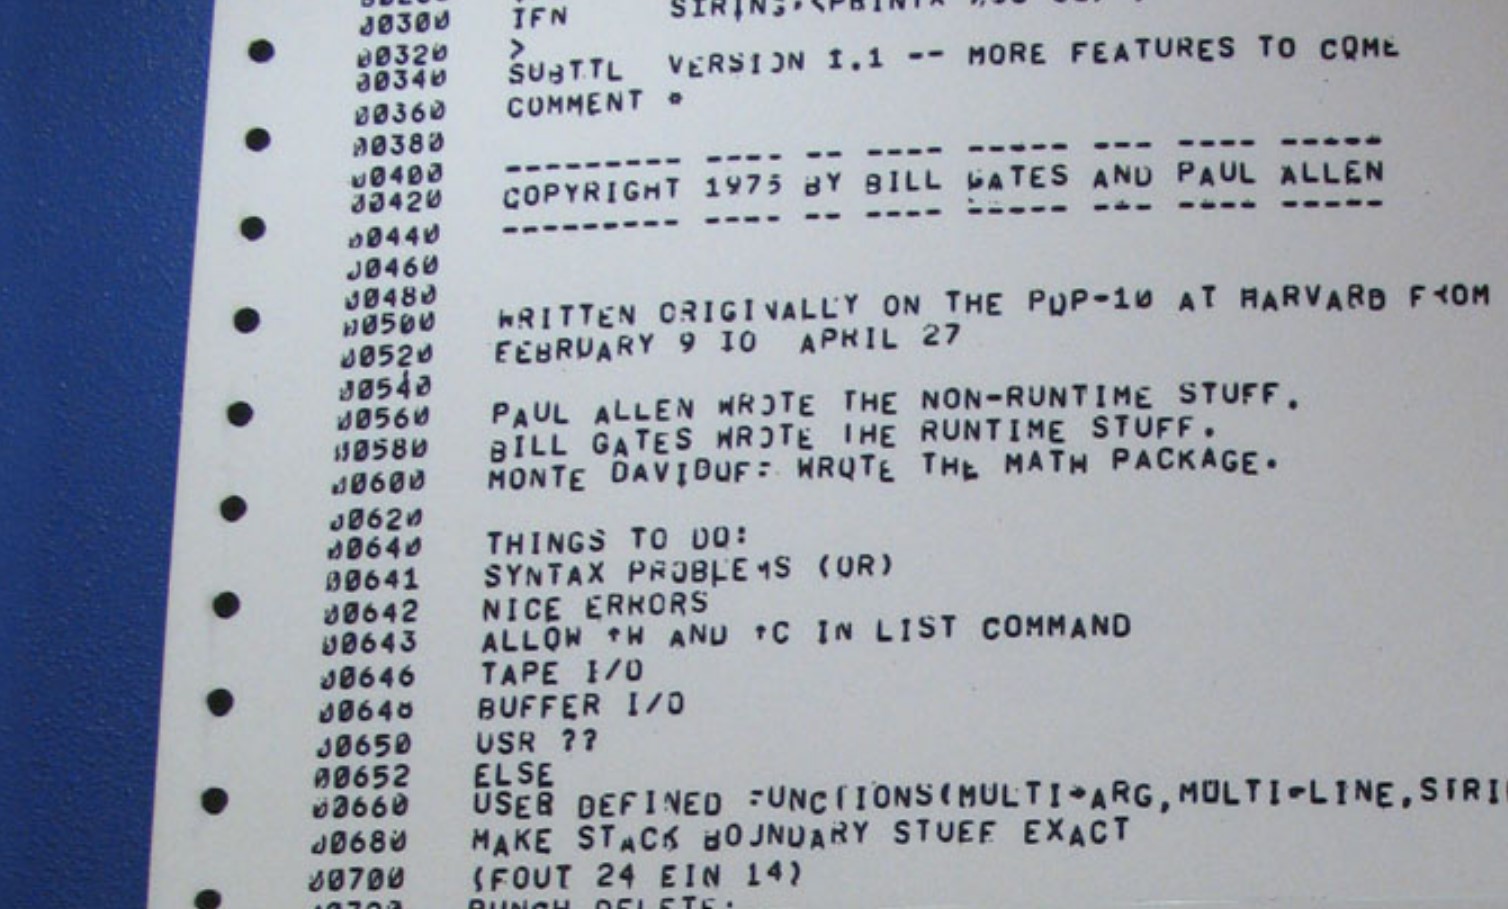 00300 IFN
00320 >
00340 SUBTTL VERSION 1.1 -- MORE FEATURES TO COME
00360 COMMENT *
00380
00400 --------- ---- -- ---- ----- --- ---- -----
00420 COPYRIGHT 1975 BY BILL GATES AND PAUL ALLEN
00440 --------- ---- -- ---- ----- --- ---- -----
00460
00480
00500 WRITTEN ORIGINALLY ON THE PDP-10 AT HARVARD FROM
00520 FEBRUARY 9 TO APRIL 27
00540
00560 PAUL ALLEN WROTE THE NON-RUNTIME STUFF.
00580 BILL GATES WROTE THE RUNTIME STUFF.
00600 MONTE DAVIDOFF WROTE THE MATH PACKAGE.
00620
00640 THINGS TO DO:
00641 SYNTAX PROBLEMS (OR)
00642 NICE ERRORS
00643 ALLOW ↑W AND ↑C IN LIST COMMAND
00646 TAPE I/O
00648 BUFFER I/O
00650 USR ??
00652 ELSE
00660 USER DEFINED FUNCTIONS(MULTI-ARG,MULTI-LINE,STRI
00680 MAKE STACK BOUNDARY STUFF EXACT
00700 (FOUT 24 FIN 14)
PUNCH DELETE: